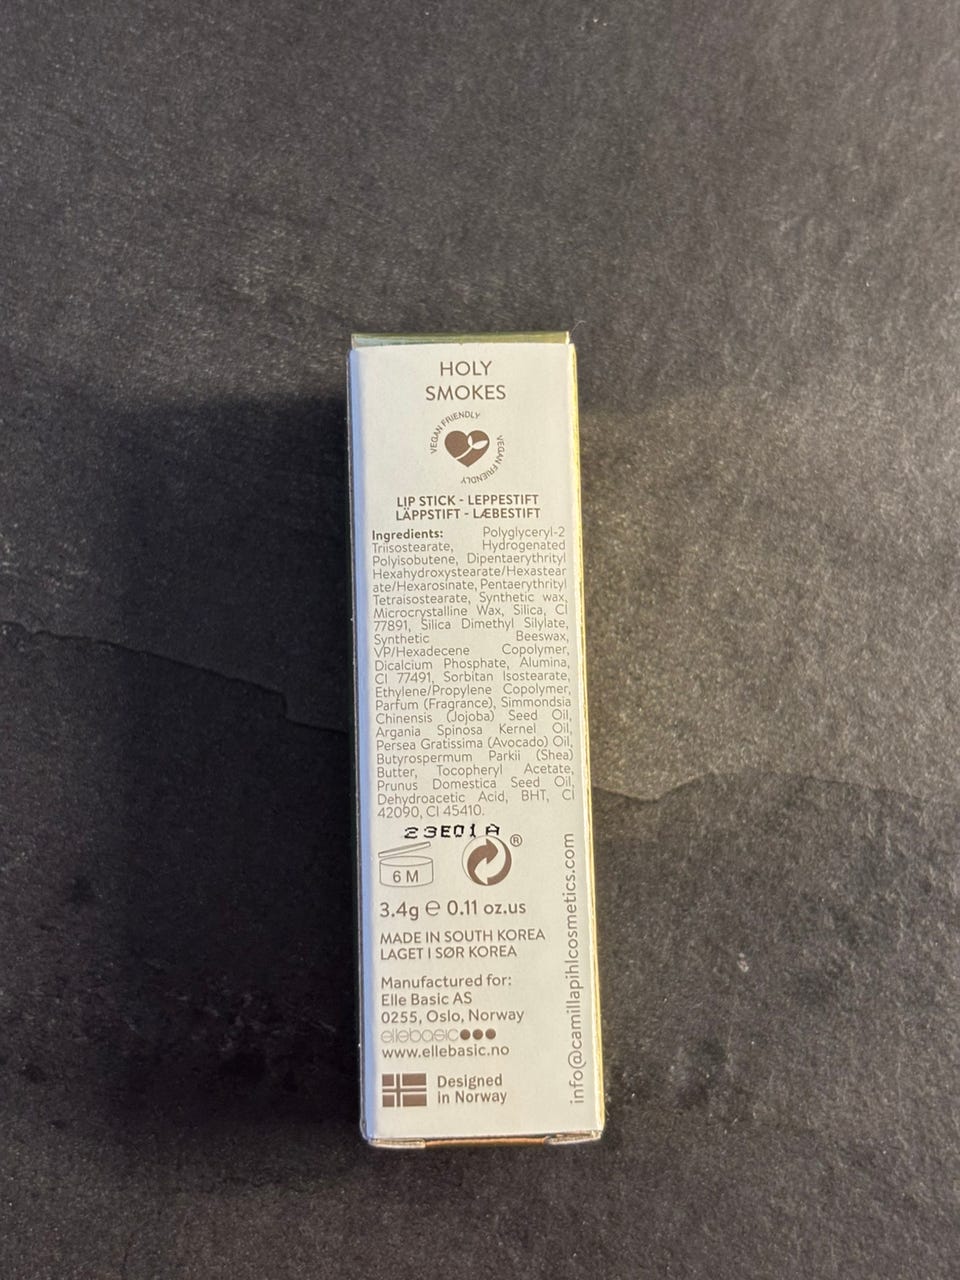 HOLY
SMOKES
VEGAN FRIENDLY
VEGAN FRIENDLY
LIP STICK - LEPPESTIFT
LÄPPSTIFT - LÆBESTIFT
Ingredients: Polyglyceryl-2
Triisostearate, Hydrogenated
Polyisobutene, Dipentaerythrityl
Hexahydroxystearate/Hexastear
ate/Hexarosinate, Pentaerythrityl
Tetraisostearate, Synthetic wax,
Microcrystalline Wax, Silica, CI
77891, Silica Dimethyl Silylate,
Synthetic Beeswax,
VP/Hexadecene Copolymer,
Dicalcium Phosphate, Alumina,
CI 77491, Sorbitan Isostearate,
Ethylene/Propylene Copolymer,
Parfum (Fragrance), Simmondsia
Chinensis (Jojoba) Seed Oil,
Argania Spinosa Kernel Oil,
Persea Gratissima (Avocado) Oil,
Butyrospermum Parkii (Shea)
Butter, Tocopheryl Acetate,
Prunus Domestica Seed Oil,
Dehydroacetic Acid, BHT, CI
42090, CI 45410.
23E01A
6 M
®
3.4g ℮ 0.11 oz.us
MADE IN SOUTH KOREA
LAGET I SØR KOREA
Manufactured for:
Elle Basic AS
0255, Oslo, Norway
ellebasic
www.ellebasic.no
Designed
in Norway
info@camillapihlcosmetics.com